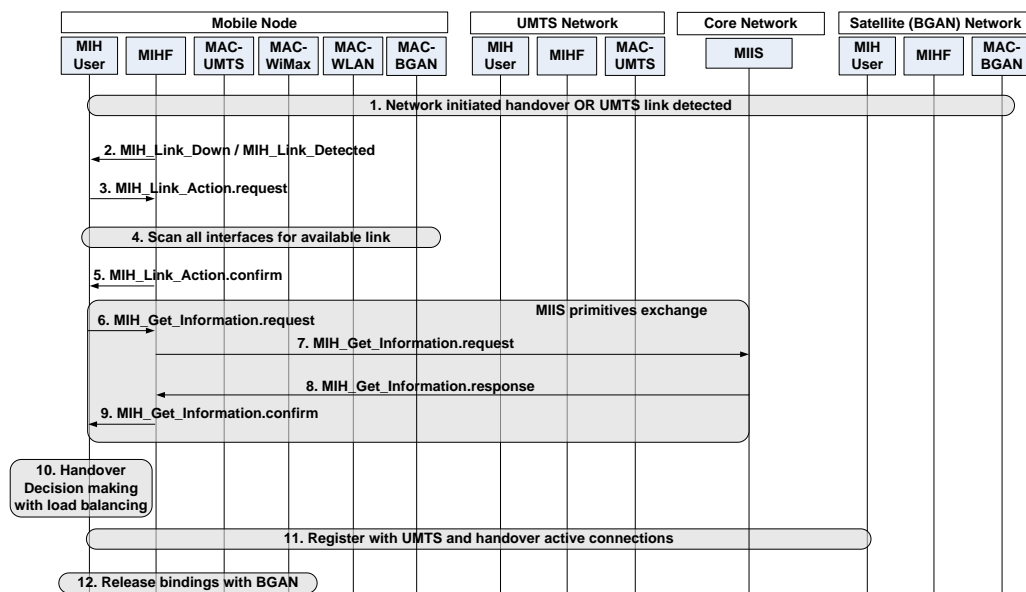 Mobile Node
UMTS Network
Core Network
Satellite (BGAN) Network
MIH
User
MIHF
MAC-
UMTS
MAC-
WiMax
MAC-
WLAN
MAC-
BGAN
MIH
User
MIHF
MAC-
UMTS
MIIS
MIH
User
MIHF
MAC-
BGAN
1. Network initiated handover OR UMTS link detected
2. MIH_Link_Down / MIH_Link_Detected
3. MIH_Link_Action.request
4. Scan all interfaces for available link
5. MIH_Link_Action.confirm
MIIS primitives exchange
6. MIH_Get_Information.request
7. MIH_Get_Information.request
8. MIH_Get_Information.response
9. MIH_Get_Information.confirm
10. Handover
Decision making
with load balancing
11. Register with UMTS and handover active connections
12. Release bindings with BGAN